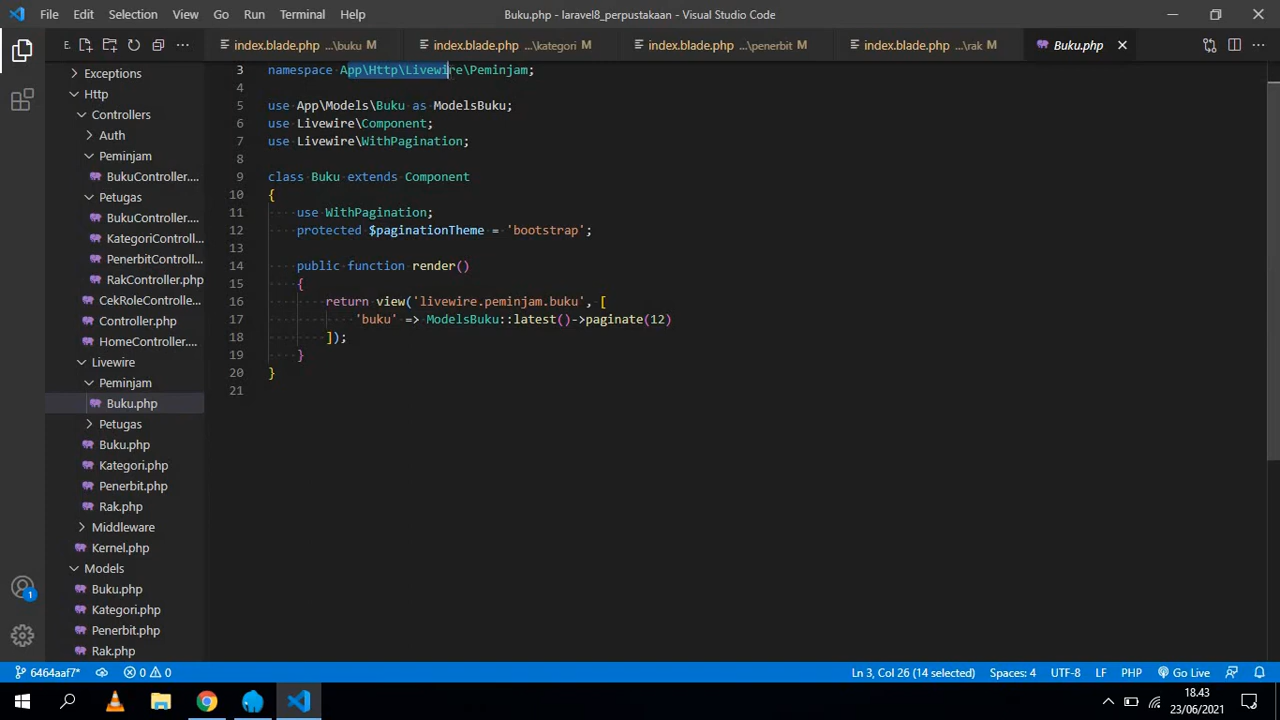 File Edit Selection View Go Run Terminal Help
Buku.php - laravel8_perpustakaan - Visual Studio Code
E.
index.blade.php ...\buku M
index.blade.php ...\kategori M
index.blade.php ...\penerbit M
index.blade.php ...\rak M
Buku.php
Exceptions
Http
Controllers
Auth
Peminjam
BukuController....
Petugas
BukuController....
KategoriControll...
PenerbitControll...
RakController.php
CekRoleControlle...
Controller.php
HomeController....
Livewire
Peminjam
Buku.php
Petugas
Buku.php
Kategori.php
Penerbit.php
Rak.php
Middleware
Kernel.php
Models
Buku.php
Kategori.php
Penerbit.php
Rak.php
1
3 namespace App\Http\Livewire\Peminjam;
4
5 use App\Models\Buku as ModelsBuku;
6 use Livewire\Component;
7 use Livewire\WithPagination;
8
9 class Buku extends Component
10 {
11 use WithPagination;
12 protected $paginationTheme = 'bootstrap';
13
14 public function render()
15 {
16 return view('livewire.peminjam.buku', [
17 'buku' => ModelsBuku::latest()->paginate(12)
18 ]);
19 }
20 }
21
6464aaf7* 0 0
Ln 3, Col 26 (14 selected) Spaces: 4 UTF-8 LF PHP Go Live
18.43
23/06/2021